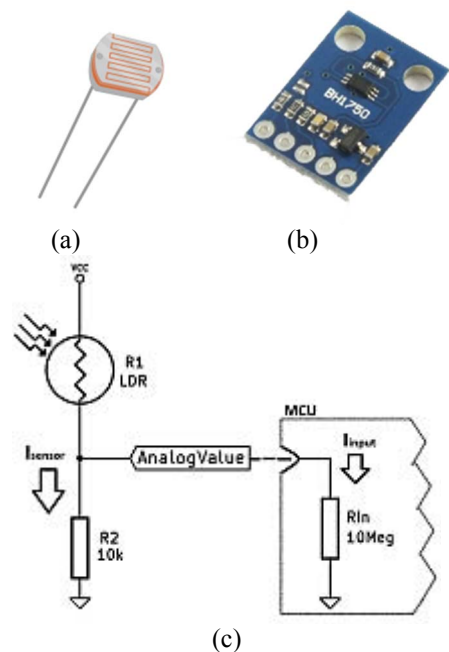 BH1750
(a)
(b)
VCC
R1
LDR
MCU
Isensor
AnalogValue
Iinput
R2
10k
RIn
10Meg
(c)